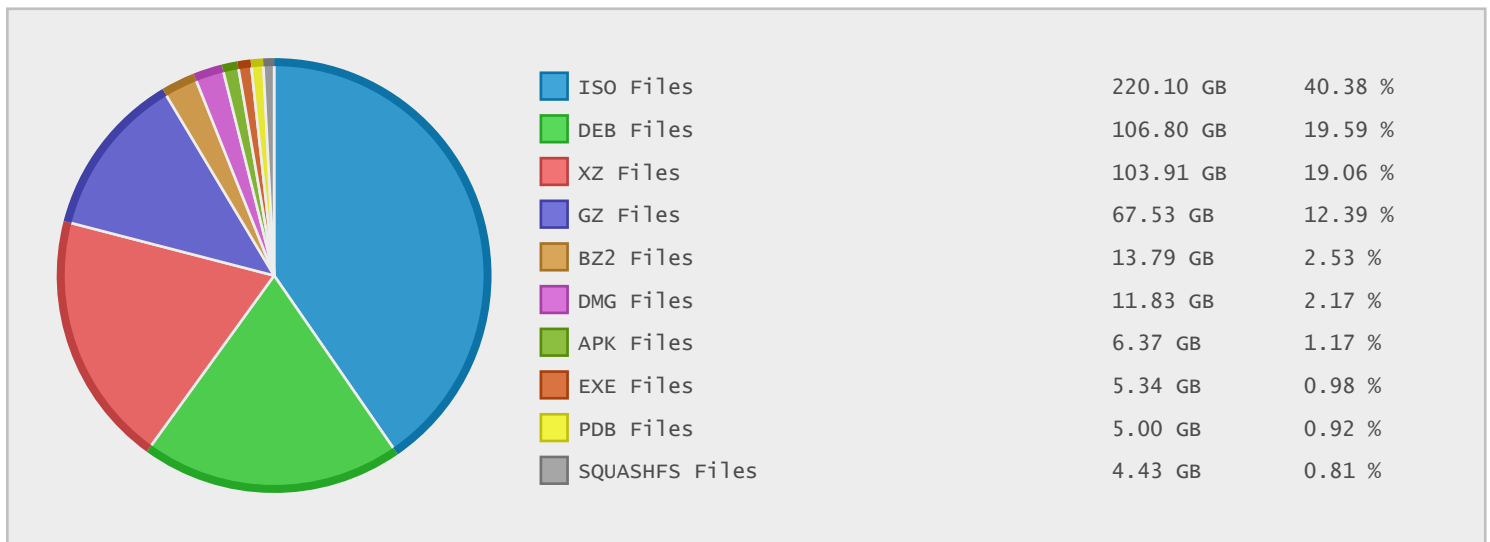 ISO Files 220.10 GB 40.38 %
DEB Files 106.80 GB 19.59 %
XZ Files 103.91 GB 19.06 %
GZ Files 67.53 GB 12.39 %
BZ2 Files 13.79 GB 2.53 %
DMG Files 11.83 GB 2.17 %
APK Files 6.37 GB 1.17 %
EXE Files 5.34 GB 0.98 %
PDB Files 5.00 GB 0.92 %
SQUASHFS Files 4.43 GB 0.81 %